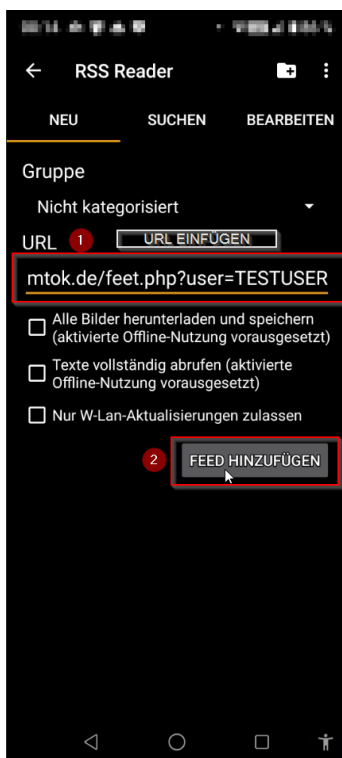 RSS Reader
NEU SUCHEN BEARBEITEN
Gruppe
Nicht kategorisiert
URL 1 URL EINFÜGEN
mtok.de/feet.php?user=TESTUSER
Alle Bilder herunterladen und speichern
(aktivierte Offline-Nutzung vorausgesetzt)
Texte vollständig abrufen (aktivierte
Offline-Nutzung vorausgesetzt)
Nur W-Lan-Aktualisierungen zulassen
2 FEED HINZUFÜGEN